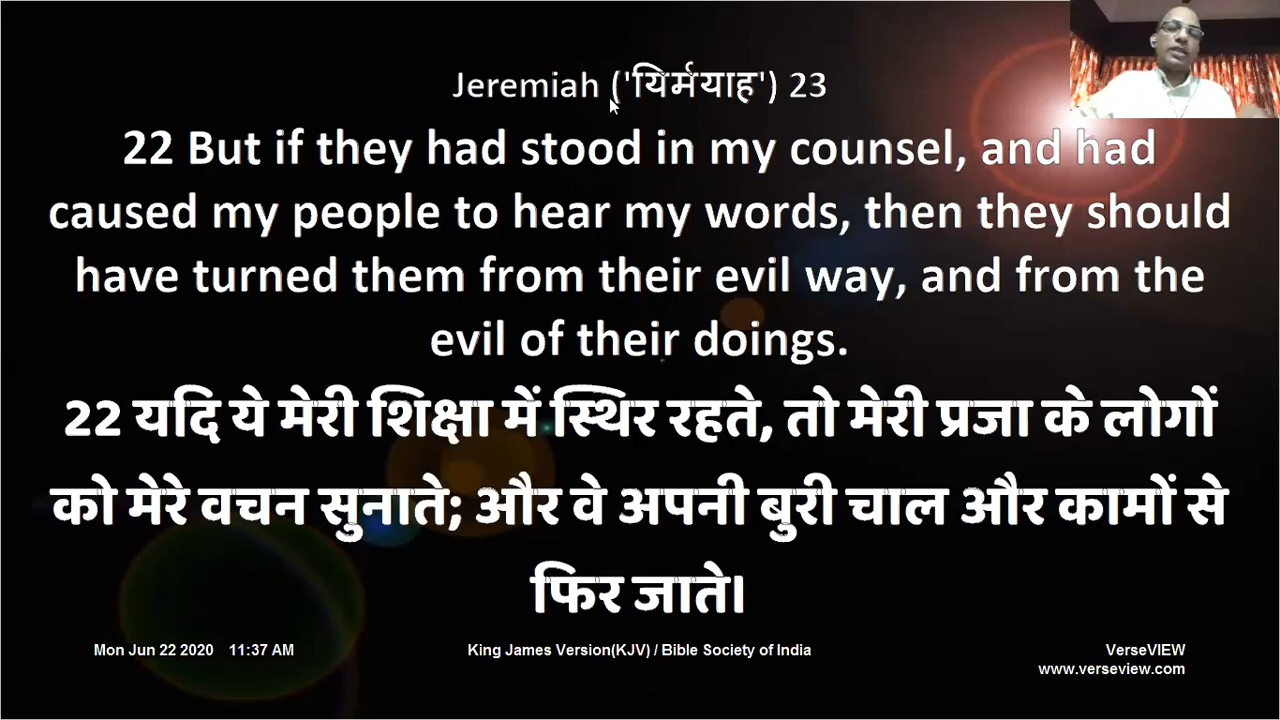 Jeremiah ('यिर्मयाह') 23
22 But if they had stood in my counsel, and had
caused my people to hear my words, then they should
have turned them from their evil way, and from the
evil of their doings.
22 यदि ये मेरी शिक्षा में स्थिर रहते, तो मेरी प्रजा के लोगों
को मेरे वचन सुनाते; और वे अपनी बुरी चाल और कामों से
फिर जाते।
Mon Jun 22 2020 11:37 AM
King James Version(KJV) / Bible Society of India
VerseVIEW
www.verseview.com